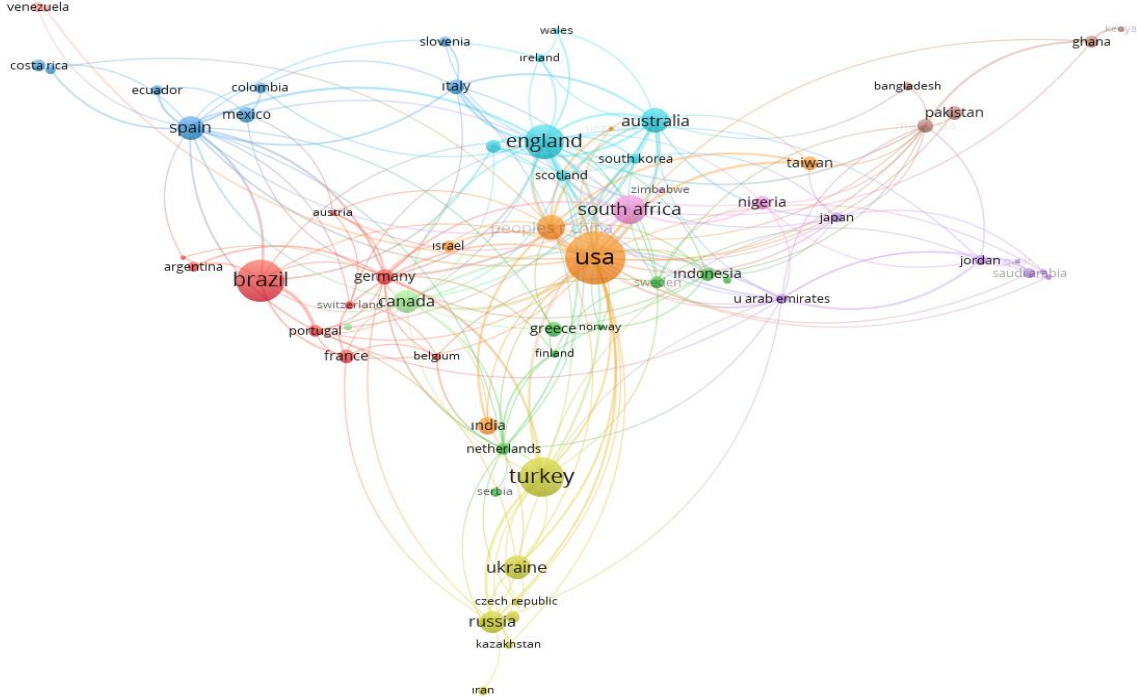 venezuela
wales
kenya
slovenia
ghana
ireland
costa rica
ecuador
colombia
italy
bangladesh
mexico
pakistan
spain
australia
england
south korea
taiwan
scotland
zimbabwe
nigeria
austria
south africa
japan
peoples r china
israel
usa
argentina
brazil
germany
sweden
indonesia
jordan
saudi arabia
switzerland
canada
u arab emirates
portugal
greece
norway
france
belgium
finland
india
netherlands
turkey
serbia
ukraine
czech republic
russia
kazakhstan
iran